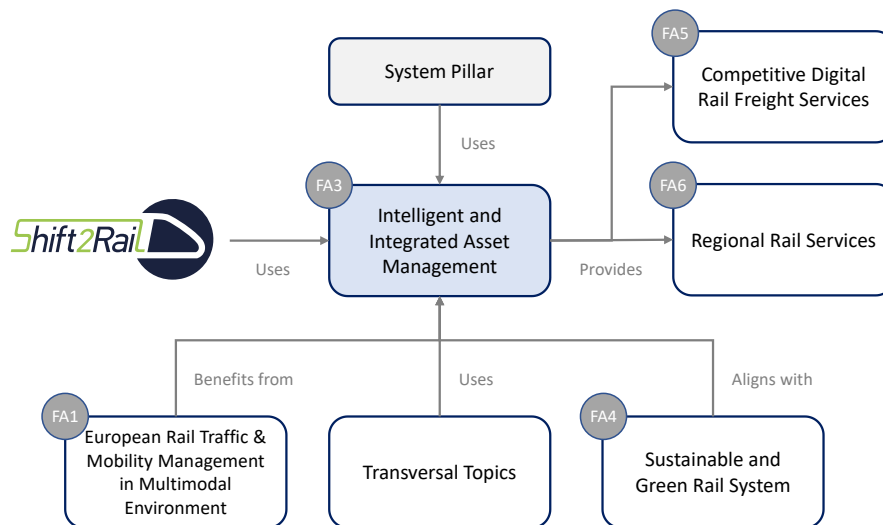 FA5
System Pillar
Competitive Digital
Rail Freight Services
Uses
FA3
FA6
Intelligent and
Integrated Asset
Management
Regional Rail Services
Shift2Rail
Uses
Provides
Benefits from
Uses
Aligns with
FA1
FA4
European Rail Traffic &
Mobility Management
in Multimodal
Environment
Transversal Topics
Sustainable and
Green Rail System